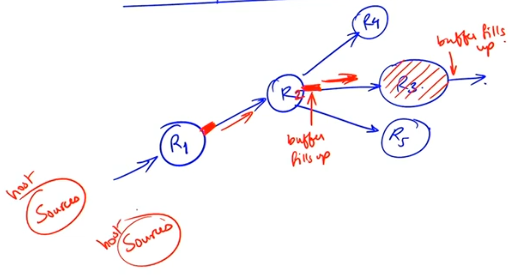 R4
buffer fills
up
R2
R3
buffer
fills up
R1
R5
host
Sources
host
Sources